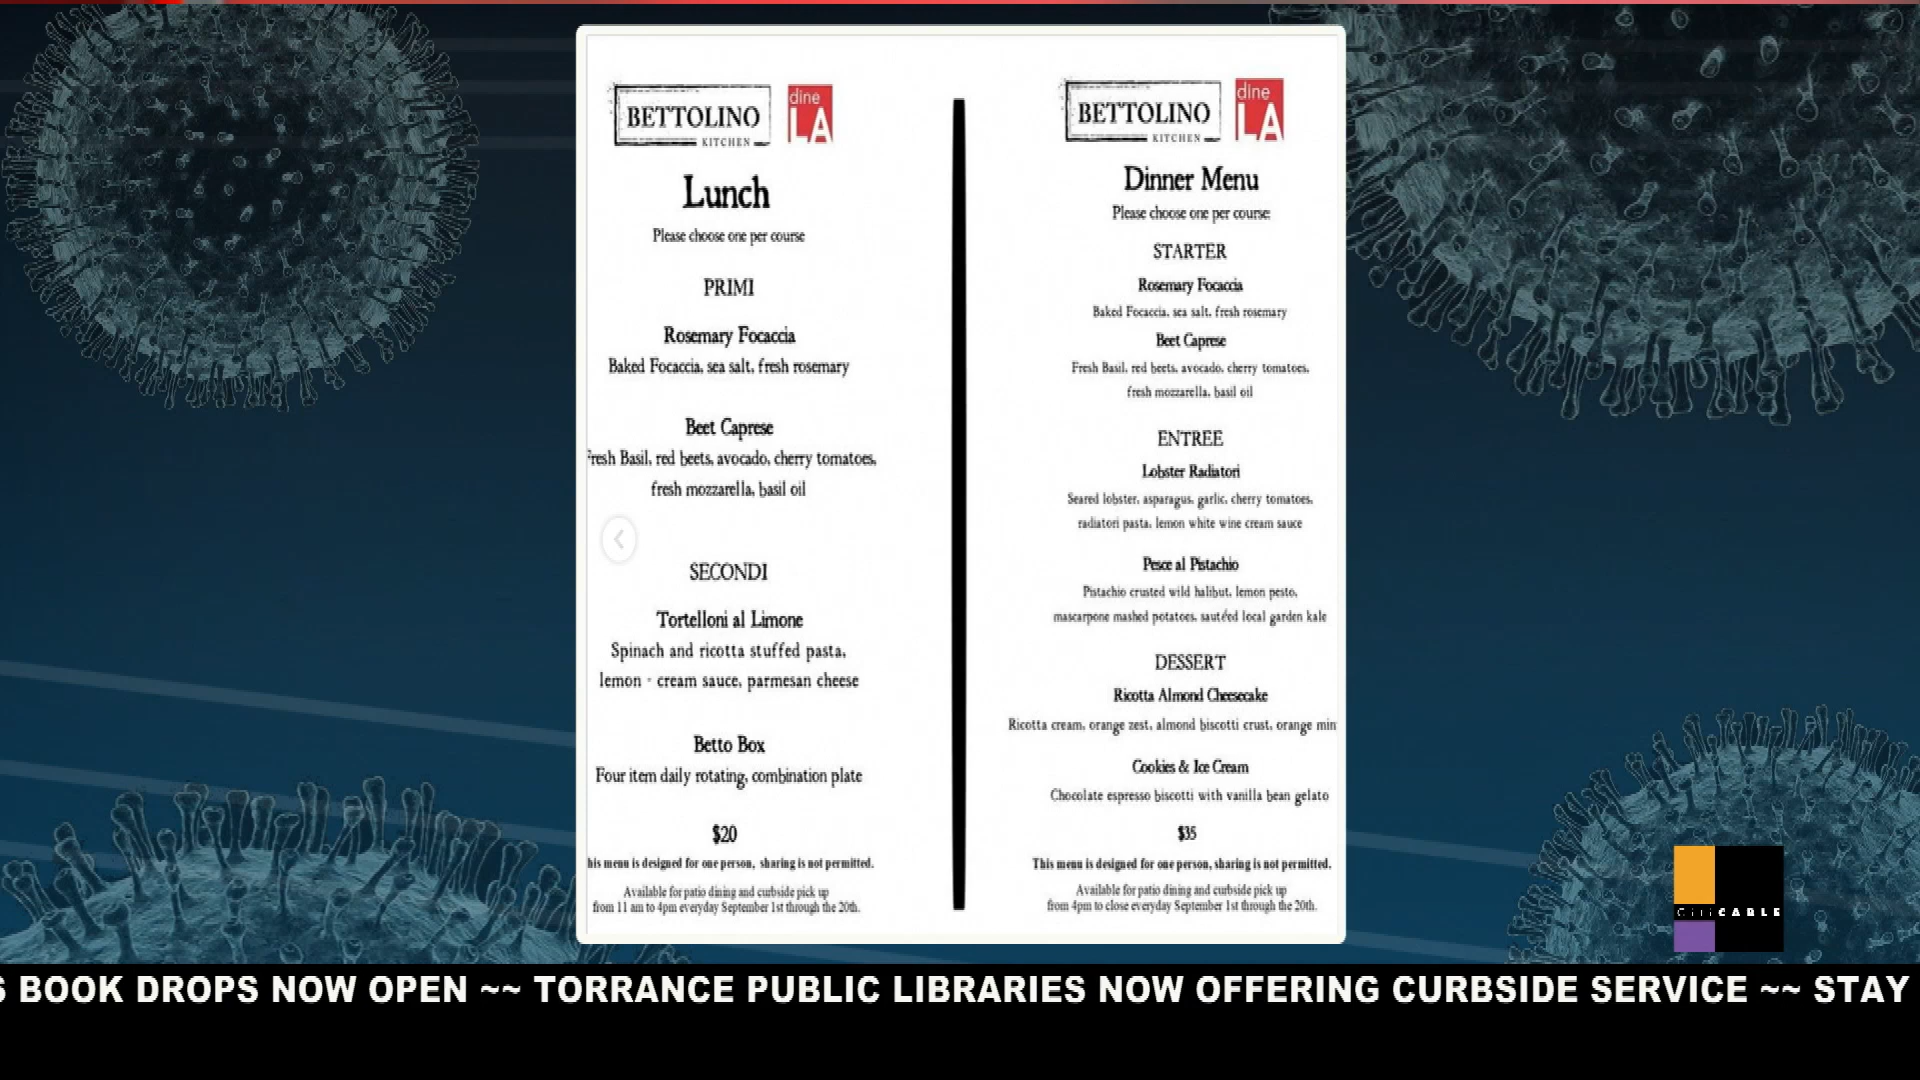 BETTOLINO
KITCHEN
dine
LA
Lunch
Please choose one per course
PRIMI
Rosemary Focaccia
Baked Focaccia, sea salt, fresh rosemary
Beet Caprese
Fresh Basil, red beets, avocado, cherry tomatoes,
fresh mozzarella, basil oil
SECONDI
Tortelloni al Limone
Spinach and ricotta stuffed pasta,
lemon - cream sauce, parmesan cheese
Betto Box
Four item daily rotating, combination plate
$20
his menu is designed for one person, sharing is not permitted.
Available for patio dining and curbside pick up
from 11 am to 4pm everyday September 1st through the 20th.
BETTOLINO
KITCHEN
dine
LA
Dinner Menu
Please choose one per course:
STARTER
Rosemary Focaccia
Baked Focaccia, sea salt, fresh rosemary
Beet Caprese
Fresh Basil, red beets, avocado, cherry tomatoes,
fresh mozzarella, basil oil
ENTREE
Lobster Radiatori
Seared lobster, asparagus, garlic, cherry tomatoes,
radiatori pasta, lemon white wine cream sauce
Pesce al Pistachio
Pistachio crusted wild halibut, lemon pesto,
mascarpone mashed potatoes, sautéed local garden kale
DESSERT
Ricotta Almond Cheesecake
Ricotta cream, orange zest, almond biscotti crust, orange min
Cookies & Ice Cream
Chocolate espresso biscotti with vanilla bean gelato
$35
This menu is designed for one person, sharing is not permitted.
Available for patio dining and curbside pick up
from 4pm to close everyday September 1st through the 20th.
CITICABLE
S BOOK DROPS NOW OPEN ~~ TORRANCE PUBLIC LIBRARIES NOW OFFERING CURBSIDE SERVICE ~~ STAY